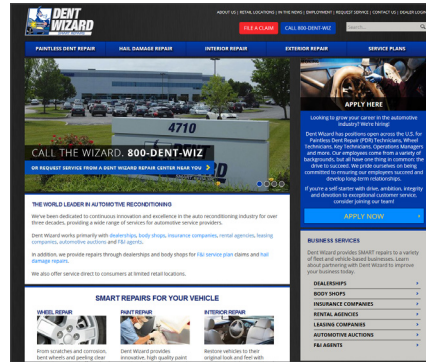 ABOUT US | RETAIL LOCATIONS | IN THE NEWS | EMPLOYMENT | REQUEST SERVICE | CONTACT US | DEALER LOGIN
DENT
WIZARD
FILE A CLAIM
CALL 800-DENT-WIZ
Search...
PAINTLESS DENT REPAIR
HAIL DAMAGE REPAIR
INTERIOR REPAIR
EXTERIOR REPAIR
SERVICE PLANS
4710
CALL THE WIZARD. 800-DENT-WIZ
OR REQUEST SERVICE FROM A DENT WIZARD REPAIR CENTER NEAR YOU
THE WORLD LEADER IN AUTOMOTIVE RECONDITIONING
We've been dedicated to continuous innovation and excellence in the auto reconditioning industry for over
three decades, providing a wide range of services for automotive service providers.
Dent Wizard works primarily with dealerships, body shops, insurance companies, rental agencies, leasing
companies, automotive auctions and F&I agents.
In addition, we provide repairs through dealerships and body shops for F&I service plan claims and hail
damage repairs.
We also offer service direct to consumers at limited retail locations.
SMART REPAIRS FOR YOUR VEHICLE
WHEEL REPAIR
PAINT REPAIR
INTERIOR REPAIR
From scratches and corrosion,
dent wheels and peeling clear
Dent Wizard provides
innovative, high quality paint
Restore vehicles to their
original look and feel with
APPLY HERE
Looking to grow your career in the automotive
industry? We're hiring!
Dent Wizard has positions open across the U.S. for
Paintless Dent Repair (PDR) Technicians, Wheel
Technicians, Key Technicians, Operations Managers
and more. Our employees come from a variety of
backgrounds, but all have one thing in common: the
drive to succeed. We pride ourselves on being
committed to ensuring our employees succeed and
develop long-term relationships.
If you're a self-starter with drive, ambition, integrity
and devotion to exceptional customer service,
consider joining our team!
APPLY NOW
BUSINESS SERVICES
Dent Wizard provides SMART repairs to a variety
of fleet and vehicle-based businesses. Learn
about partnering with Dent Wizard to improve
your business today:
DEALERSHIPS
BODY SHOPS
INSURANCE COMPANIES
RENTAL AGENCIES
LEASING COMPANIES
AUTOMOTIVE AUCTIONS
F&I AGENTS